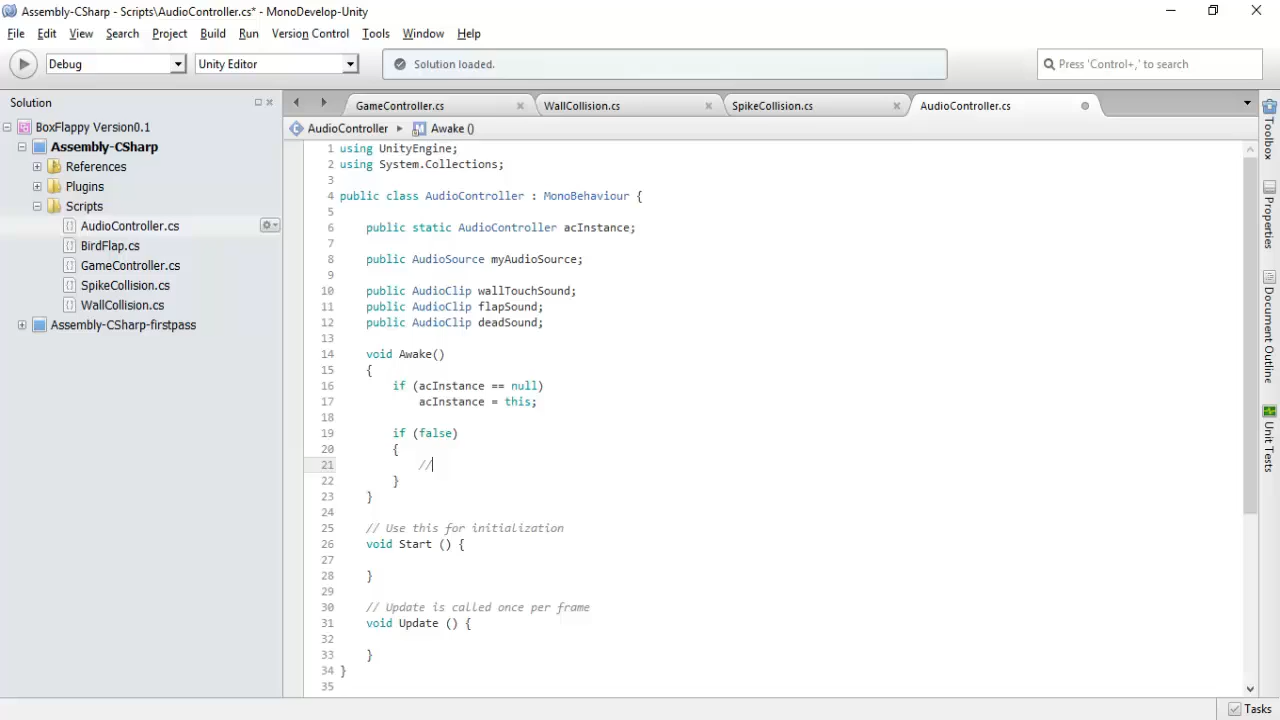 Assembly-CSharp - Scripts\AudioController.cs* - MonoDevelop-Unity
File Edit View Search Project Build Run Version Control Tools Window Help
Debug Unity Editor Solution loaded. Press 'Control+,' to search
Solution
GameController.cs WallCollision.cs SpikeCollision.cs AudioController.cs
AudioController Awake ()
BoxFlappy Version0.1
Assembly-CSharp
References
Plugins
Scripts
AudioController.cs
BirdFlap.cs
GameController.cs
SpikeCollision.cs
WallCollision.cs
Assembly-CSharp-firstpass
1 using UnityEngine;
2 using System.Collections;
3
4 public class AudioController : MonoBehaviour {
5
6 public static AudioController acInstance;
7
8 public AudioSource myAudioSource;
9
10 public AudioClip wallTouchSound;
11 public AudioClip flapSound;
12 public AudioClip deadSound;
13
14 void Awake()
15 {
16 if (acInstance == null)
17 acInstance = this;
18
19 if (false)
20 {
21 //
22 }
23 }
24
25 // Use this for initialization
26 void Start () {
27
28 }
29
30 // Update is called once per frame
31 void Update () {
32
33 }
34 }
35
Toolbox
Properties
Document Outline
Unit Tests
Tasks